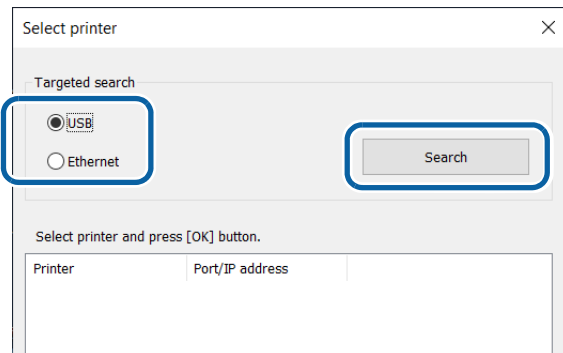 Select printer
Targeted search
USB
Ethernet
Search
Select printer and press [OK] button.
Printer Port/IP address